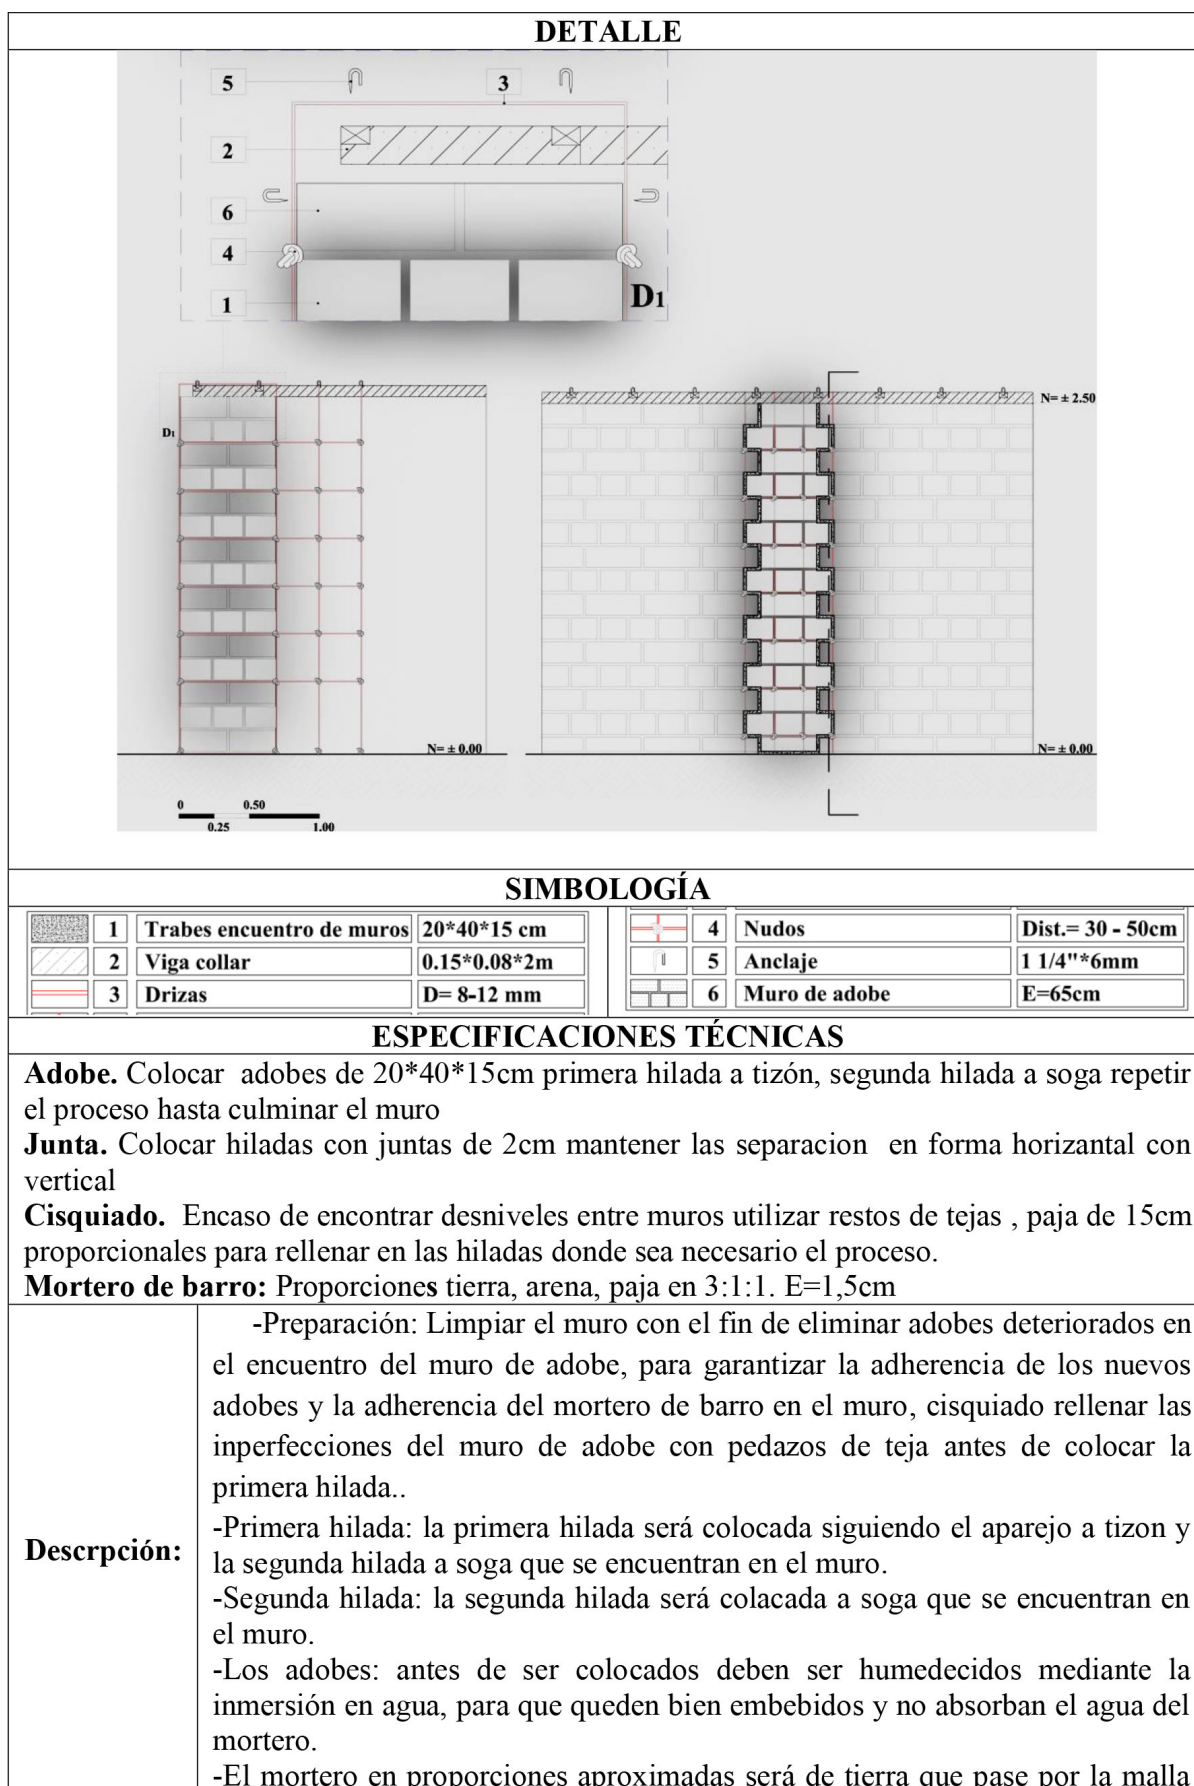 DETALLE
5
3
2
6
4
1
D1
D1
N= ± 2.50
N= ± 0.00
N= ± 0.00
0
0.50
0.25
1.00
SIMBOLOGÍA
1 Trabes encuentro de muros 20*40*15 cm
2 Viga collar 0.15*0.08*2m
3 Drizas D= 8-12 mm
4 Nudos Dist.= 30 - 50cm
5 Anclaje 1 1/4"*6mm
6 Muro de adobe E=65cm
ESPECIFICACIONES TÉCNICAS
Adobe. Colocar adobes de 20*40*15cm primera hilada a tizón, segunda hilada a soga repetir
el proceso hasta culminar el muro
Junta. Colocar hiladas con juntas de 2cm mantener las separacion en forma horizantal con
vertical
Cisquiado. Encaso de encontrar desniveles entre muros utilizar restos de tejas , paja de 15cm
proporcionales para rellenar en las hiladas donde sea necesario el proceso.
Mortero de barro: Proporciones tierra, arena, paja en 3:1:1. E=1,5cm
Descrpción:
-Preparación: Limpiar el muro con el fin de eliminar adobes deteriorados en
el encuentro del muro de adobe, para garantizar la adherencia de los nuevos
adobes y la adherencia del mortero de barro en el muro, cisquiado rellenar las
inperfecciones del muro de adobe con pedazos de teja antes de colocar la
primera hilada..
-Primera hilada: la primera hilada será colocada siguiendo el aparejo a tizon y
la segunda hilada a soga que se encuentran en el muro.
-Segunda hilada: la segunda hilada será colacada a soga que se encuentran en
el muro.
-Los adobes: antes de ser colocados deben ser humedecidos mediante la
inmersión en agua, para que queden bien embebidos y no absorban el agua del
mortero.
-El mortero en proporciones aproximadas será de tierra que pase por la malla